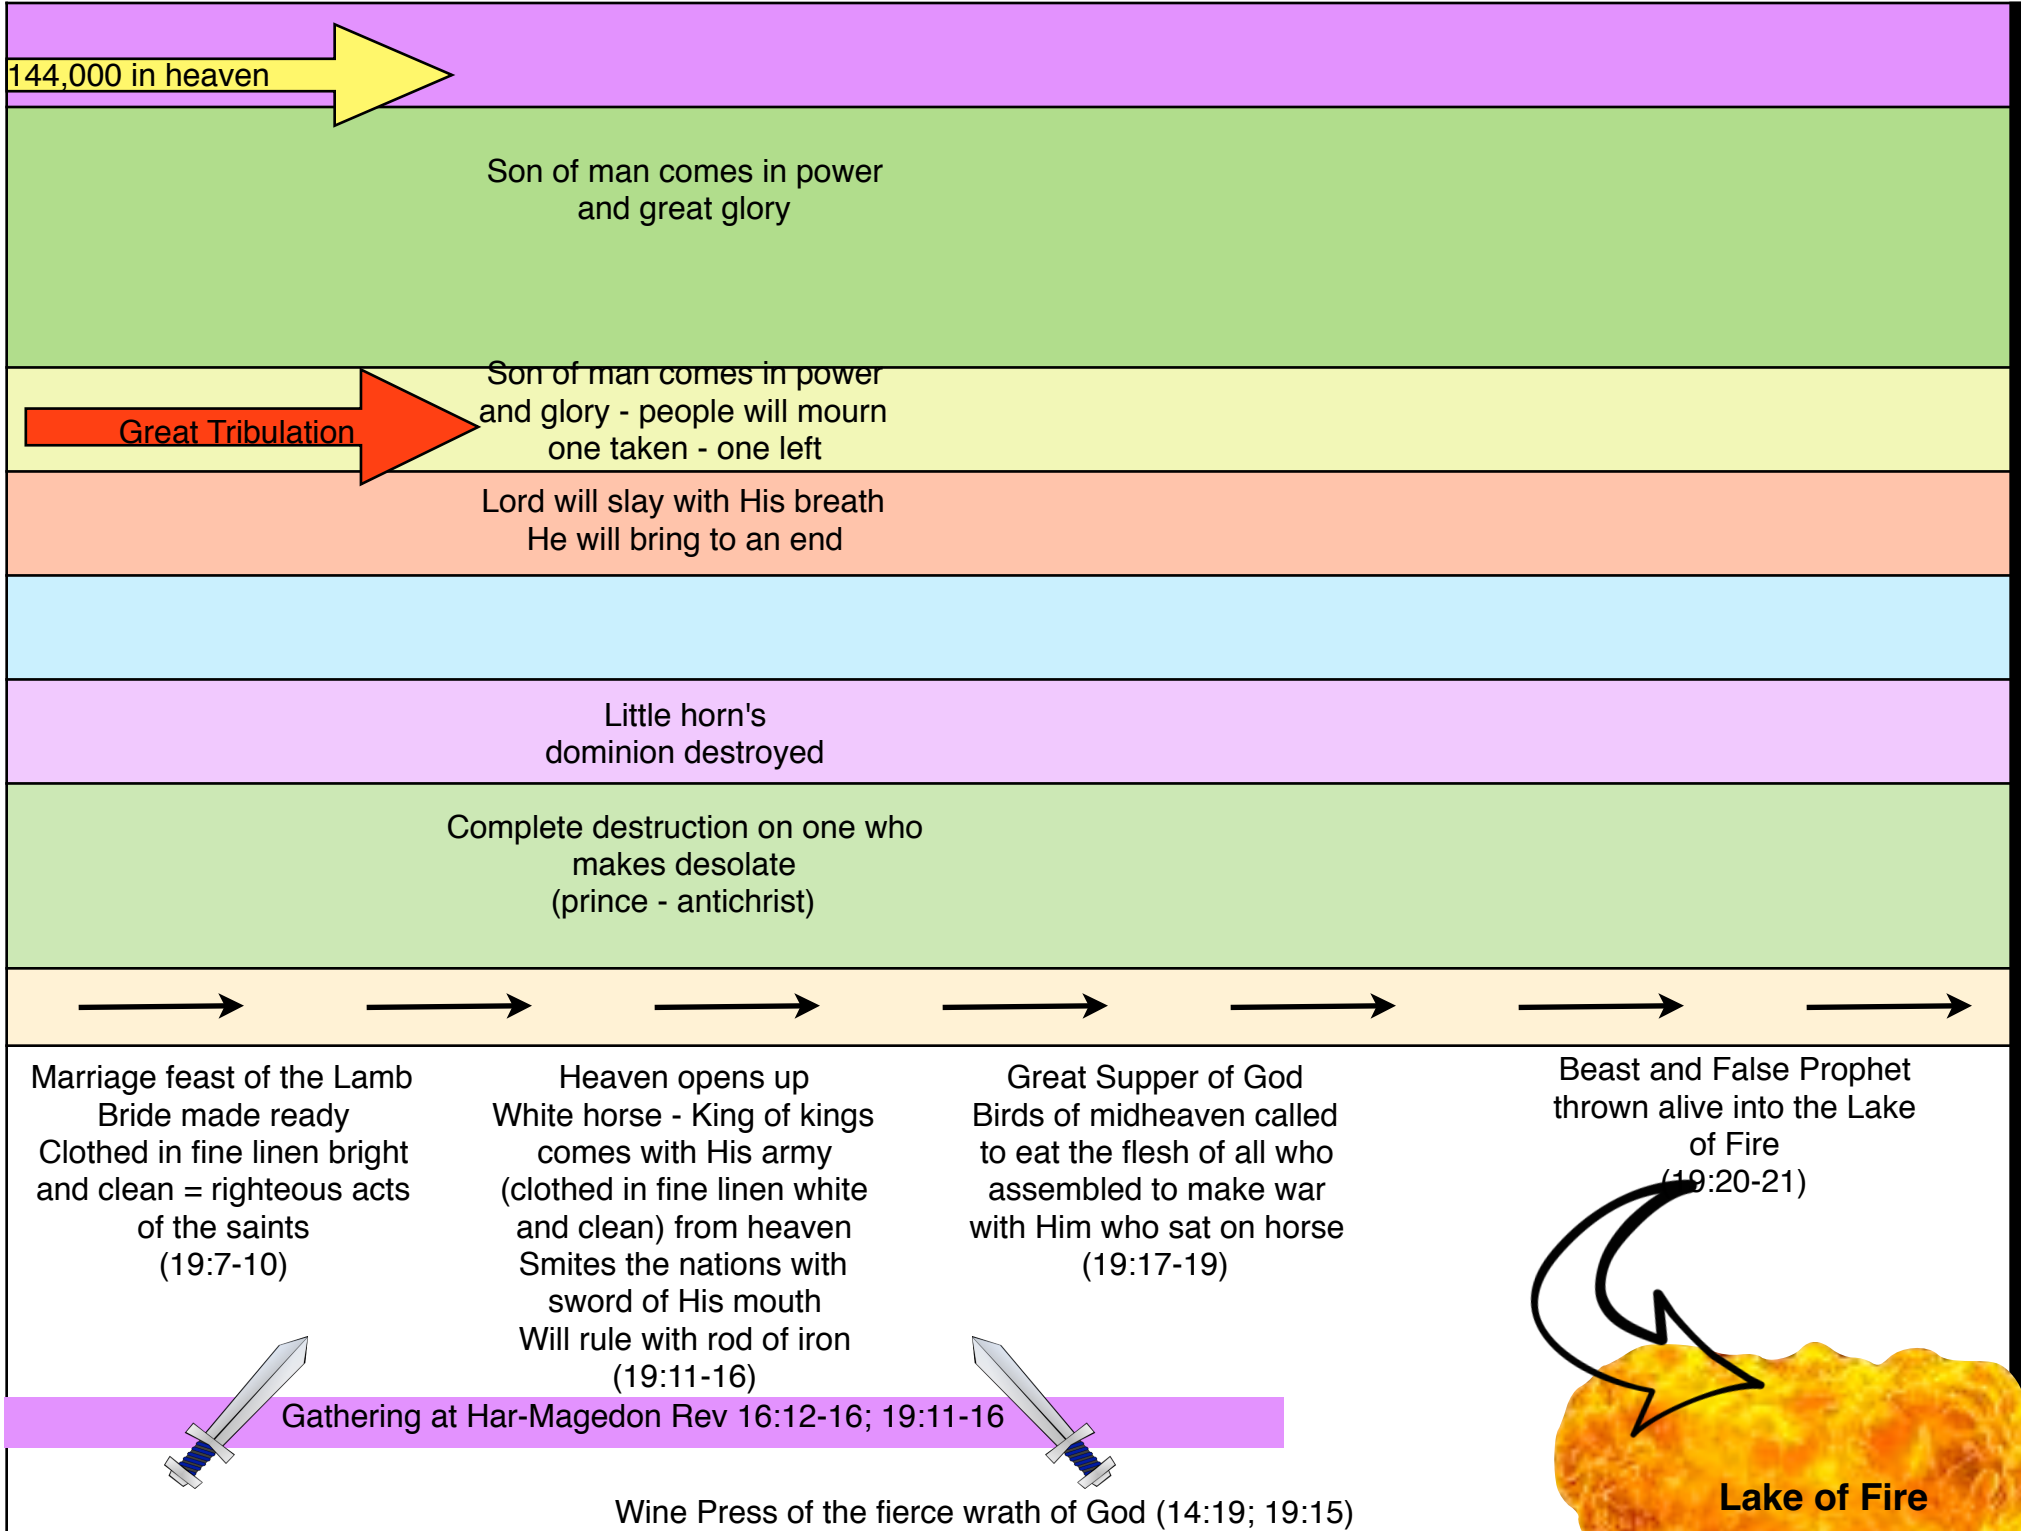 144,000 in heaven
Son of man comes in power
and great glory
Son of man comes in power
and glory - people will mourn
one taken - one left
Great Tribulation
Lord will slay with His breath
He will bring to an end
Little horn's
dominion destroyed
Complete destruction on one who
makes desolate
(prince - antichrist)
Marriage feast of the Lamb
Bride made ready
Clothed in fine linen bright
and clean = righteous acts
of the saints
(19:7-10)
Heaven opens up
White horse - King of kings
comes with His army
(clothed in fine linen white
and clean) from heaven
Smites the nations with
sword of His mouth
Will rule with rod of iron
(19:11-16)
Great Supper of God
Birds of midheaven called
to eat the flesh of all who
assembled to make war
with Him who sat on horse
(19:17-19)
Beast and False Prophet
thrown alive into the Lake
of Fire
(19:20-21)
Gathering at Har-Magedon Rev 16:12-16; 19:11-16
Wine Press of the fierce wrath of God (14:19; 19:15)
Lake of Fire